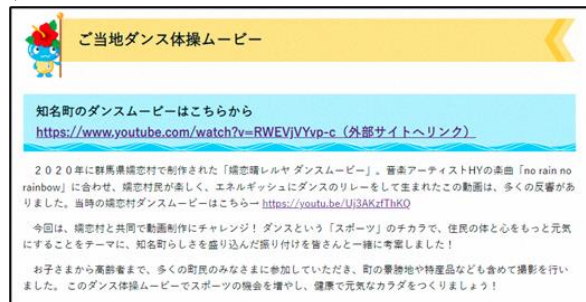 ご当地ダンス体操ムービー
知名町のダンスムービーはこちらから
https://www.youtube.com/watch?v=RWEVjVYvp-c（外部サイトへリンク）
２０２０年に群馬県嬬恋村で制作された「嬬恋晴レルヤ ダンスムービー」。音楽アーティストHYの楽曲「no rain no
rainbow」に合わせ、嬬恋村民が楽しく、エネルギッシュにダンスのリレーをして生まれたこの動画は、多くの反響があ
りました。当時の嬬恋村ダンスムービーはこちら→ https://youtu.be/Uj3AKzfThKQ
今回は、嬬恋村と共同で動画制作にチャレンジ！ ダンスという「スポーツ」のチカラで、住民の体と心をもっと元気
にすることをテーマに、知名町らしさを盛り込んだ振り付けを皆さんと一緒に考案しました！
お子さまから高齢者まで、多くの町民のみなさまに参加していただき、町の景勝地や特産品なども含めて撮影を行い
ました。 このダンス体操ムービーでスポーツの機会を増やし、健康で元気なカラダをつくりましょう！